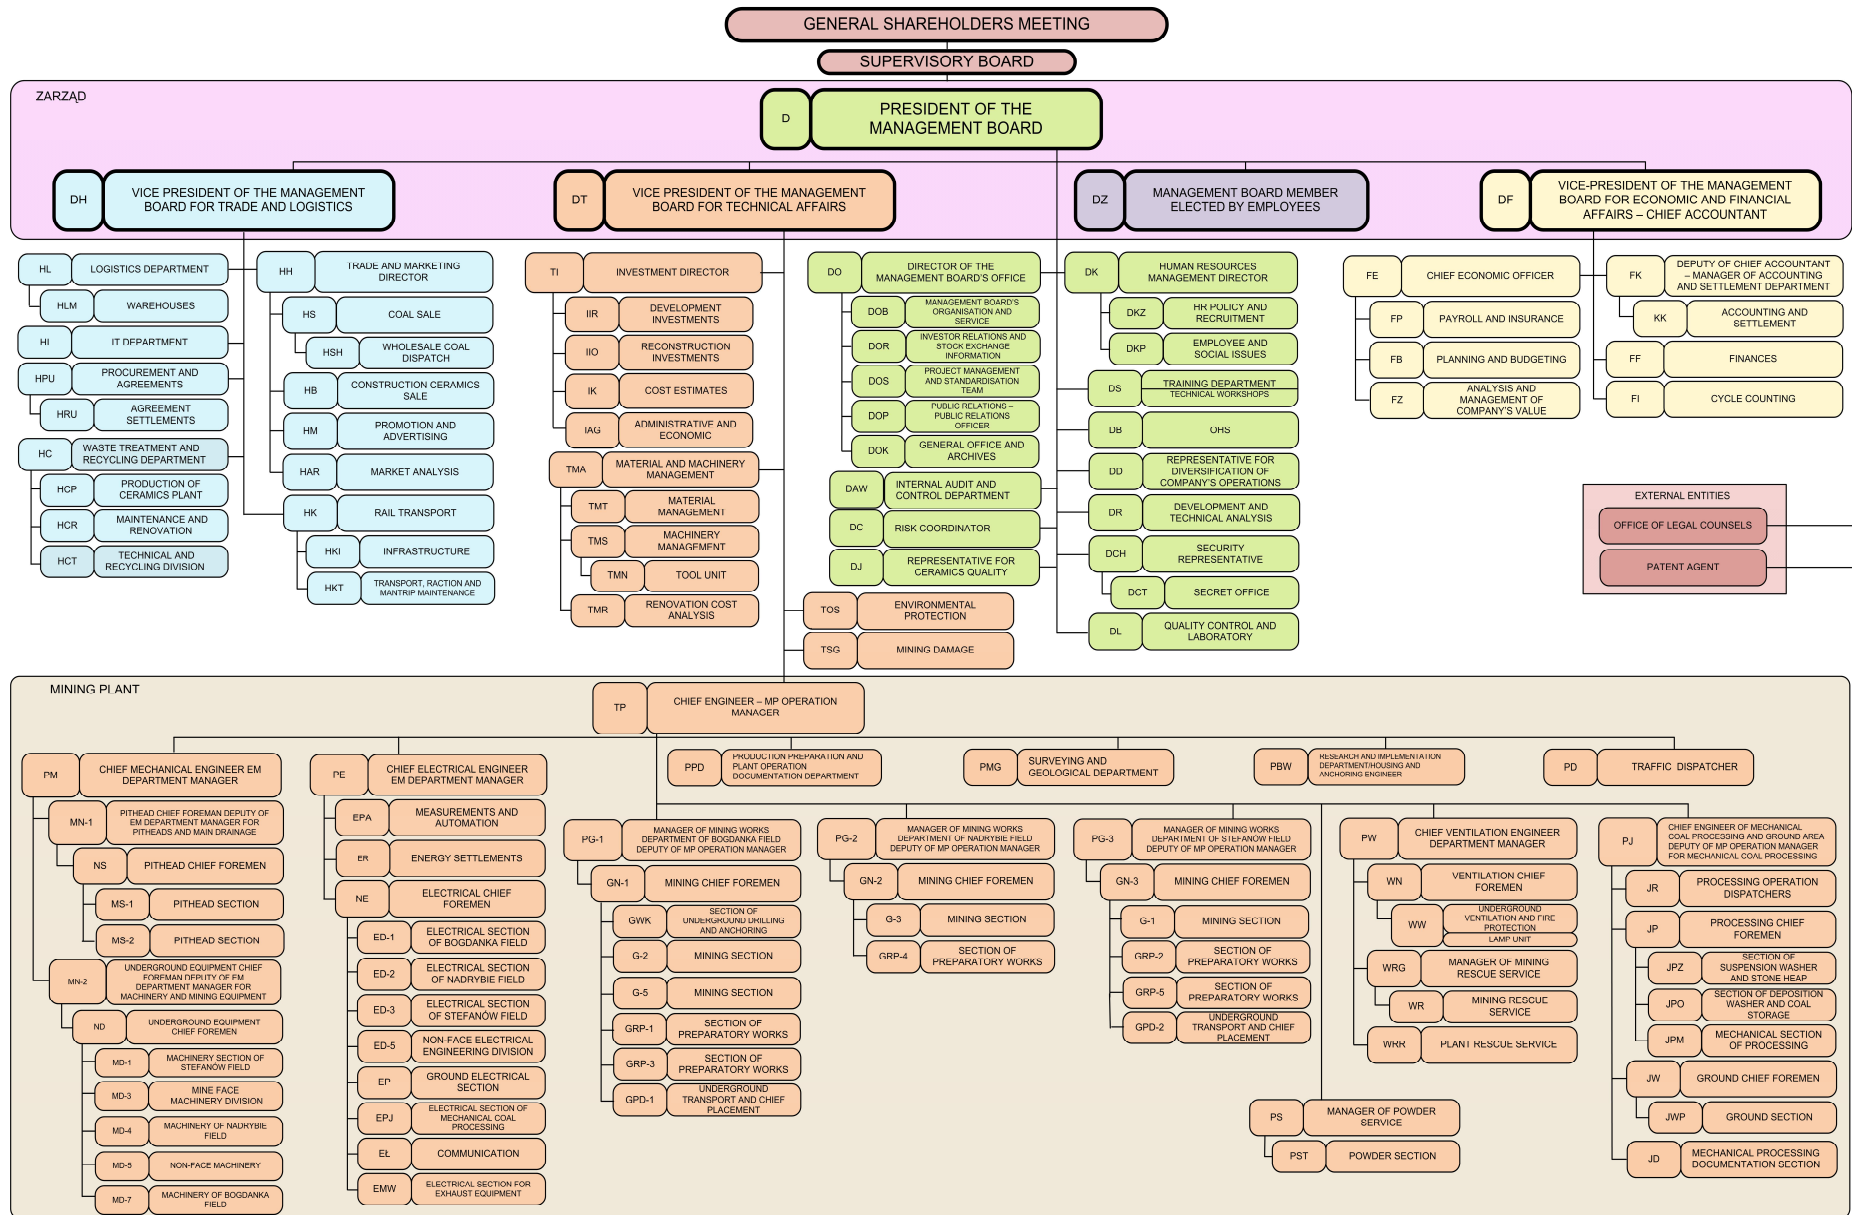 GENERAL SHAREHOLDERS MEETING
SUPERVISORY BOARD
ZARZĄD
D
PRESIDENT OF THE
MANAGEMENT BOARD
DH
VICE PRESIDENT OF THE MANAGEMENT
BOARD FOR TRADE AND LOGISTICS
DT
VICE PRESIDENT OF THE MANAGEMENT
BOARD FOR TECHNICAL AFFAIRS
DZ
MANAGEMENT BOARD MEMBER
ELECTED BY EMPLOYEES
DF
VICE-PRESIDENT OF THE MANAGEMENT
BOARD FOR ECONOMIC AND FINANCIAL
AFFAIRS – CHIEF ACCOUNTANT
HL
LOGISTICS DEPARTMENT
HLM
WAREHOUSES
HI
IT DEPARTMENT
HPU
PROCUREMENT AND
AGREEMENTS
HRU
AGREEMENT
SETTLEMENTS
HC
WASTE TREATMENT AND
RECYCLING DEPARTMENT
HCP
PRODUCTION OF
CERAMICS PLANT
HCR
MAINTENANCE AND
RENOVATION
HCT
TECHNICAL AND
RECYCLING DIVISION
HH
TRADE AND MARKETING
DIRECTOR
HS
COAL SALE
HSH
WHOLESALE COAL
DISPATCH
HB
CONSTRUCTION CERAMICS
SALE
HM
PROMOTION AND
ADVERTISING
HAR
MARKET ANALYSIS
HK
RAIL TRANSPORT
HKI
INFRASTRUCTURE
HKT
TRANSPORT, RACTION AND
MANTRIP MAINTENANCE
TI
INVESTMENT DIRECTOR
IIR
DEVELOPMENT
INVESTMENTS
IIO
RECONSTRUCTION
INVESTMENTS
IK
COST ESTIMATES
IAG
ADMINISTRATIVE AND
ECONOMIC
TMA
MATERIAL AND MACHINERY
MANAGEMENT
TMT
MATERIAL
MANAGEMENT
TMS
MACHINERY
MANAGEMENT
TMN
TOOL UNIT
TMR
RENOVATION COST
ANALYSIS
DO
DIRECTOR OF THE
MANAGEMENT BOARD'S OFFICE
DOB
MANAGEMENT BOARD'S
ORGANISATION AND
SERVICE
DOR
INVESTOR RELATIONS AND
STOCK EXCHANGE
INFORMATION
DOS
PROJECT MANAGEMENT
AND STANDARDISATION
TEAM
DOP
PUBLIC RELATIONS –
PUBLIC RELATIONS
OFFICER
DOK
GENERAL OFFICE AND
ARCHIVES
DAW
INTERNAL AUDIT AND
CONTROL DEPARTMENT
DC
RISK COORDINATOR
DJ
REPRESENTATIVE FOR
CERAMICS QUALITY
TOS
ENVIRONMENTAL
PROTECTION
TSG
MINING DAMAGE
DK
HUMAN RESOURCES
MANAGEMENT DIRECTOR
DKZ
HR POLICY AND
RECRUITMENT
DKP
EMPLOYEE AND
SOCIAL ISSUES
DS
TRAINING DEPARTMENT
TECHNICAL WORKSHOPS
DB
OHS
DD
REPRESENTATIVE FOR
DIVERSIFICATION OF
COMPANY'S OPERATIONS
DR
DEVELOPMENT AND
TECHNICAL ANALYSIS
DCH
SECURITY
REPRESENTATIVE
DCT
SECRET OFFICE
DL
QUALITY CONTROL AND
LABORATORY
FE
CHIEF ECONOMIC OFFICER
FP
PAYROLL AND INSURANCE
FB
PLANNING AND BUDGETING
FZ
ANALYSIS AND
MANAGEMENT OF
COMPANY'S VALUE
FK
DEPUTY OF CHIEF ACCOUNTANT
– MANAGER OF ACCOUNTING
AND SETTLEMENT DEPARTMENT
KK
ACCOUNTING AND
SETTLEMENT
FF
FINANCES
FI
CYCLE COUNTING
EXTERNAL ENTITIES
OFFICE OF LEGAL COUNSELS
PATENT AGENT
MINING PLANT
TP
CHIEF ENGINEER – MP OPERATION
MANAGER
PM
CHIEF MECHANICAL ENGINEER EM
DEPARTMENT MANAGER
MN-1
PITHEAD CHIEF FOREMAN DEPUTY OF
EM DEPARTMENT MANAGER FOR
PITHEADS AND MAIN DRAINAGE
NS
PITHEAD CHIEF FOREMEN
MS-1
PITHEAD SECTION
MS-2
PITHEAD SECTION
MN-2
UNDERGROUND EQUIPMENT CHIEF
FOREMAN DEPUTY OF EM
DEPARTMENT MANAGER FOR
MACHINERY AND MINING EQUIPMENT
ND
UNDERGROUND EQUIPMENT
CHIEF FOREMEN
MD-1
MACHINERY SECTION OF
STEFANÓW FIELD
MD-3
MINE FACE
MACHINERY DIVISION
MD-4
MACHINERY OF NADRYBIE
FIELD
MD-5
NON-FACE MACHINERY
MD-7
MACHINERY OF BOGDANKA
FIELD
PE
CHIEF ELECTRICAL ENGINEER
EM DEPARTMENT MANAGER
EPA
MEASUREMENTS AND
AUTOMATION
ER
ENERGY SETTLEMENTS
NE
ELECTRICAL CHIEF
FOREMEN
ED-1
ELECTRICAL SECTION
OF BOGDANKA FIELD
ED-2
ELECTRICAL SECTION
OF NADRYBIE FIELD
ED-3
ELECTRICAL SECTION
OF STEFANÓW FIELD
ED-5
NON-FACE ELECTRICAL
ENGINEERING DIVISION
EP
GROUND ELECTRICAL
SECTION
EPJ
ELECTRICAL SECTION OF
MECHANICAL COAL
PROCESSING
EŁ
COMMUNICATION
EMW
ELECTRICAL SECTION FOR
EXHAUST EQUIPMENT
PPD
PRODUCTION PREPARATION AND
PLANT OPERATION
DOCUMENTATION DEPARTMENT
PMG
SURVEYING AND
GEOLOGICAL DEPARTMENT
PBW
RESEARCH AND IMPLEMENTATION
DEPARTMENT/HOUSING AND
ANCHORING ENGINEER
PD
TRAFFIC DISPATCHER
PG-1
MANAGER OF MINING WORKS
DEPARTMENT OF BOGDANKA FIELD
DEPUTY OF MP OPERATION MANAGER
GN-1
MINING CHIEF FOREMEN
GWK
SECTION OF
UNDERGROUND DRILLING
AND ANCHORING
G-2
MINING SECTION
G-5
MINING SECTION
GRP-1
SECTION OF
PREPARATORY WORKS
GRP-3
SECTION OF
PREPARATORY WORKS
GPD-1
UNDERGROUND
TRANSPORT AND CHIEF
PLACEMENT
PG-2
MANAGER OF MINING WORKS
DEPARTMENT OF NADRYBIE FIELD
DEPUTY OF MP OPERATION MANAGER
GN-2
MINING CHIEF FOREMEN
G-3
MINING SECTION
GRP-4
SECTION OF
PREPARATORY WORKS
PG-3
MANAGER OF MINING WORKS
DEPARTMENT OF STEFANÓW FIELD
DEPUTY OF MP OPERATION MANAGER
GN-3
MINING CHIEF FOREMEN
G-1
MINING SECTION
GRP-2
SECTION OF
PREPARATORY WORKS
GRP-5
SECTION OF
PREPARATORY WORKS
GPD-2
UNDERGROUND
TRANSPORT AND CHIEF
PLACEMENT
PS
MANAGER OF POWDER
SERVICE
PST
POWDER SECTION
PW
CHIEF VENTILATION ENGINEER
DEPARTMENT MANAGER
WN
VENTILATION CHIEF
FOREMEN
WW
UNDERGROUND
VENTILATION AND FIRE
PROTECTION
LAMP UNIT
WRG
MANAGER OF MINING
RESCUE SERVICE
WR
MINING RESCUE
SERVICE
WRR
PLANT RESCUE SERVICE
PJ
CHIEF ENGINEER OF MECHANICAL
COAL PROCESSING AND GROUND AREA
DEPUTY OF MP OPERATION MANAGER
FOR MECHANICAL COAL PROCESSING
JR
PROCESSING OPERATION
DISPATCHERS
JP
PROCESSING CHIEF
FOREMEN
JPZ
SECTION OF
SUSPENSION WASHER
AND STONE HEAP
JPO
SECTION OF DEPOSITION
WASHER AND COAL
STORAGE
JPM
MECHANICAL SECTION
OF PROCESSING
JW
GROUND CHIEF FOREMEN
JWP
GROUND SECTION
JD
MECHANICAL PROCESSING
DOCUMENTATION SECTION